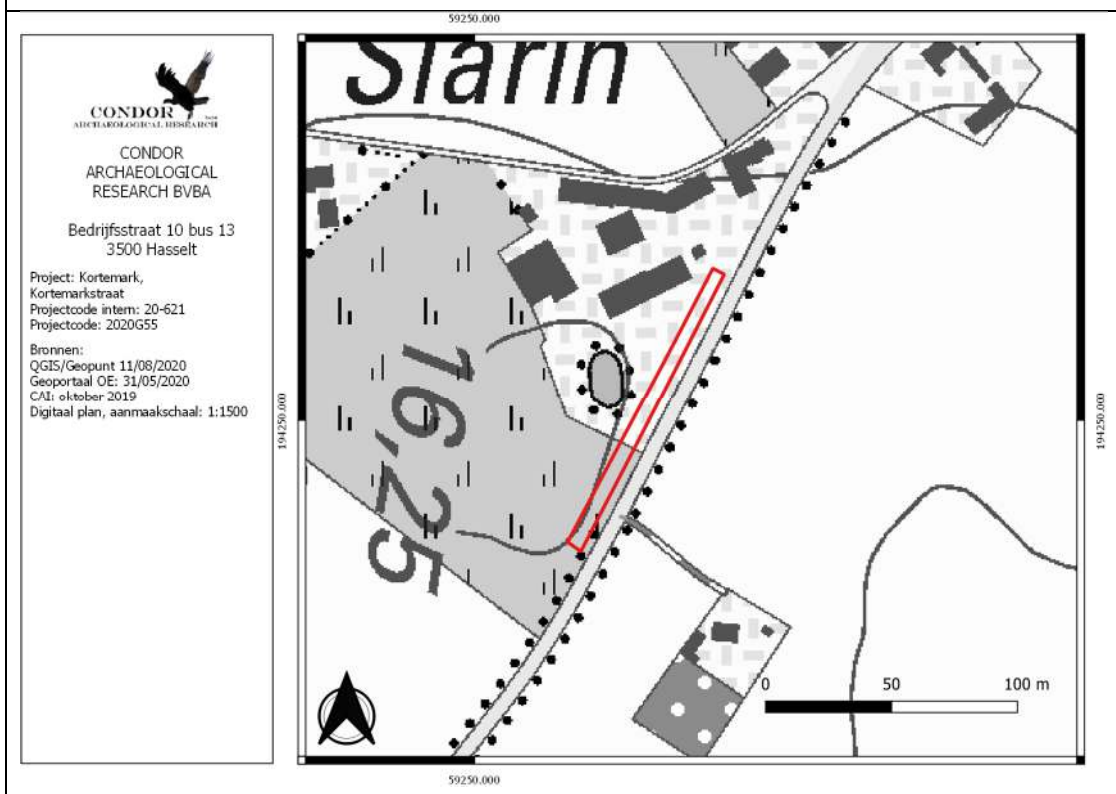 59250.000
CONDOR
ARCHAEOLOGICAL RESEARCH
CONDOR
ARCHAEOLOGICAL
RESEARCH BVBA
Bedrijfsstraat 10 bus 13
3500 Hasselt
Project: Kortemark,
Kortemarkstraat
Projectcode intern: 20-621
Projectcode: 2020G55
Bronnen:
QGIS/Geopunt 11/08/2020
Geoportaal OE: 31/05/2020
CAI: oktober 2019
Digitaal plan, aanmaakschaal: 1:1500
194250.000
Slarin
16,25
0 50 100 m
194250.000
59250.000